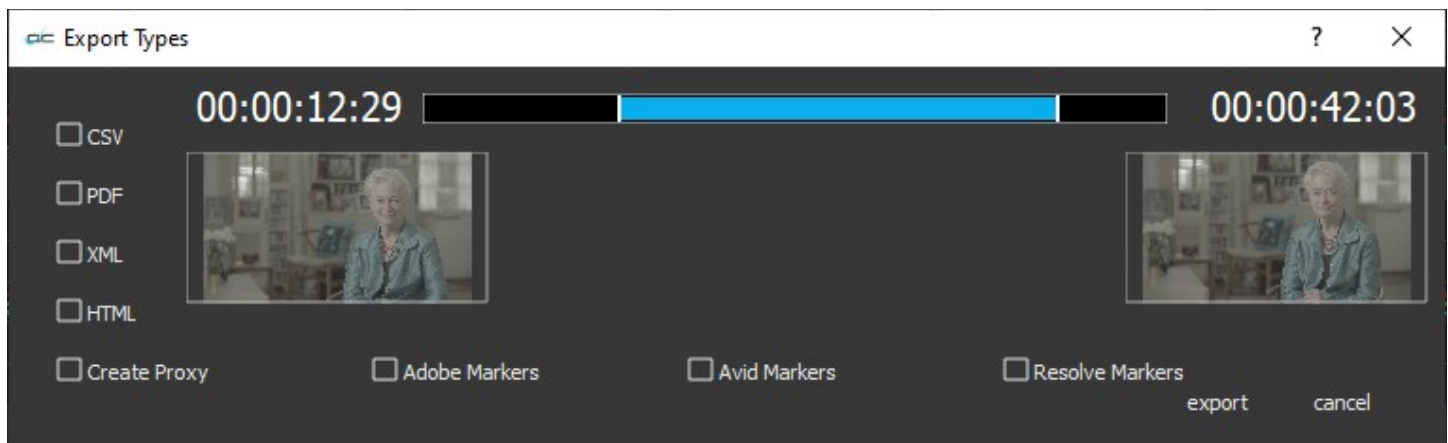 Export Types
?
00:00:12:29
00:00:42:03
CSV
PDF
XML
HTML
Create Proxy
Adobe Markers
Avid Markers
Resolve Markers
export
cancel